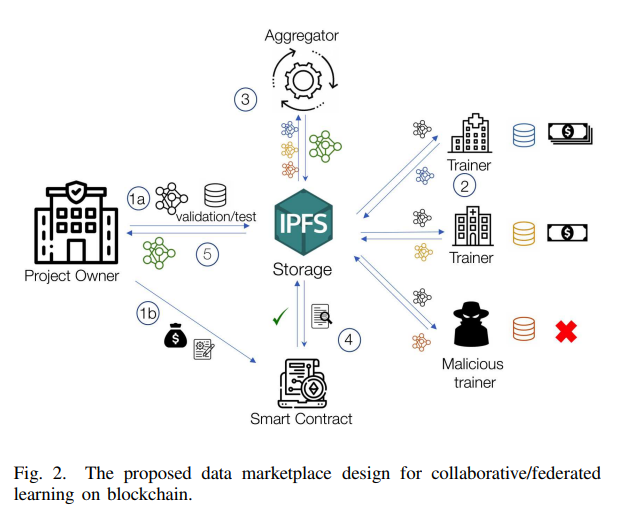 Aggregator
3
Trainer
2
1a
validation/test
IPFS
Project Owner
5
Storage
Trainer
1b
4
Malicious
trainer
Smart Contract
$
$
$
Fig. 2. The proposed data marketplace design for collaborative/federated
learning on blockchain.